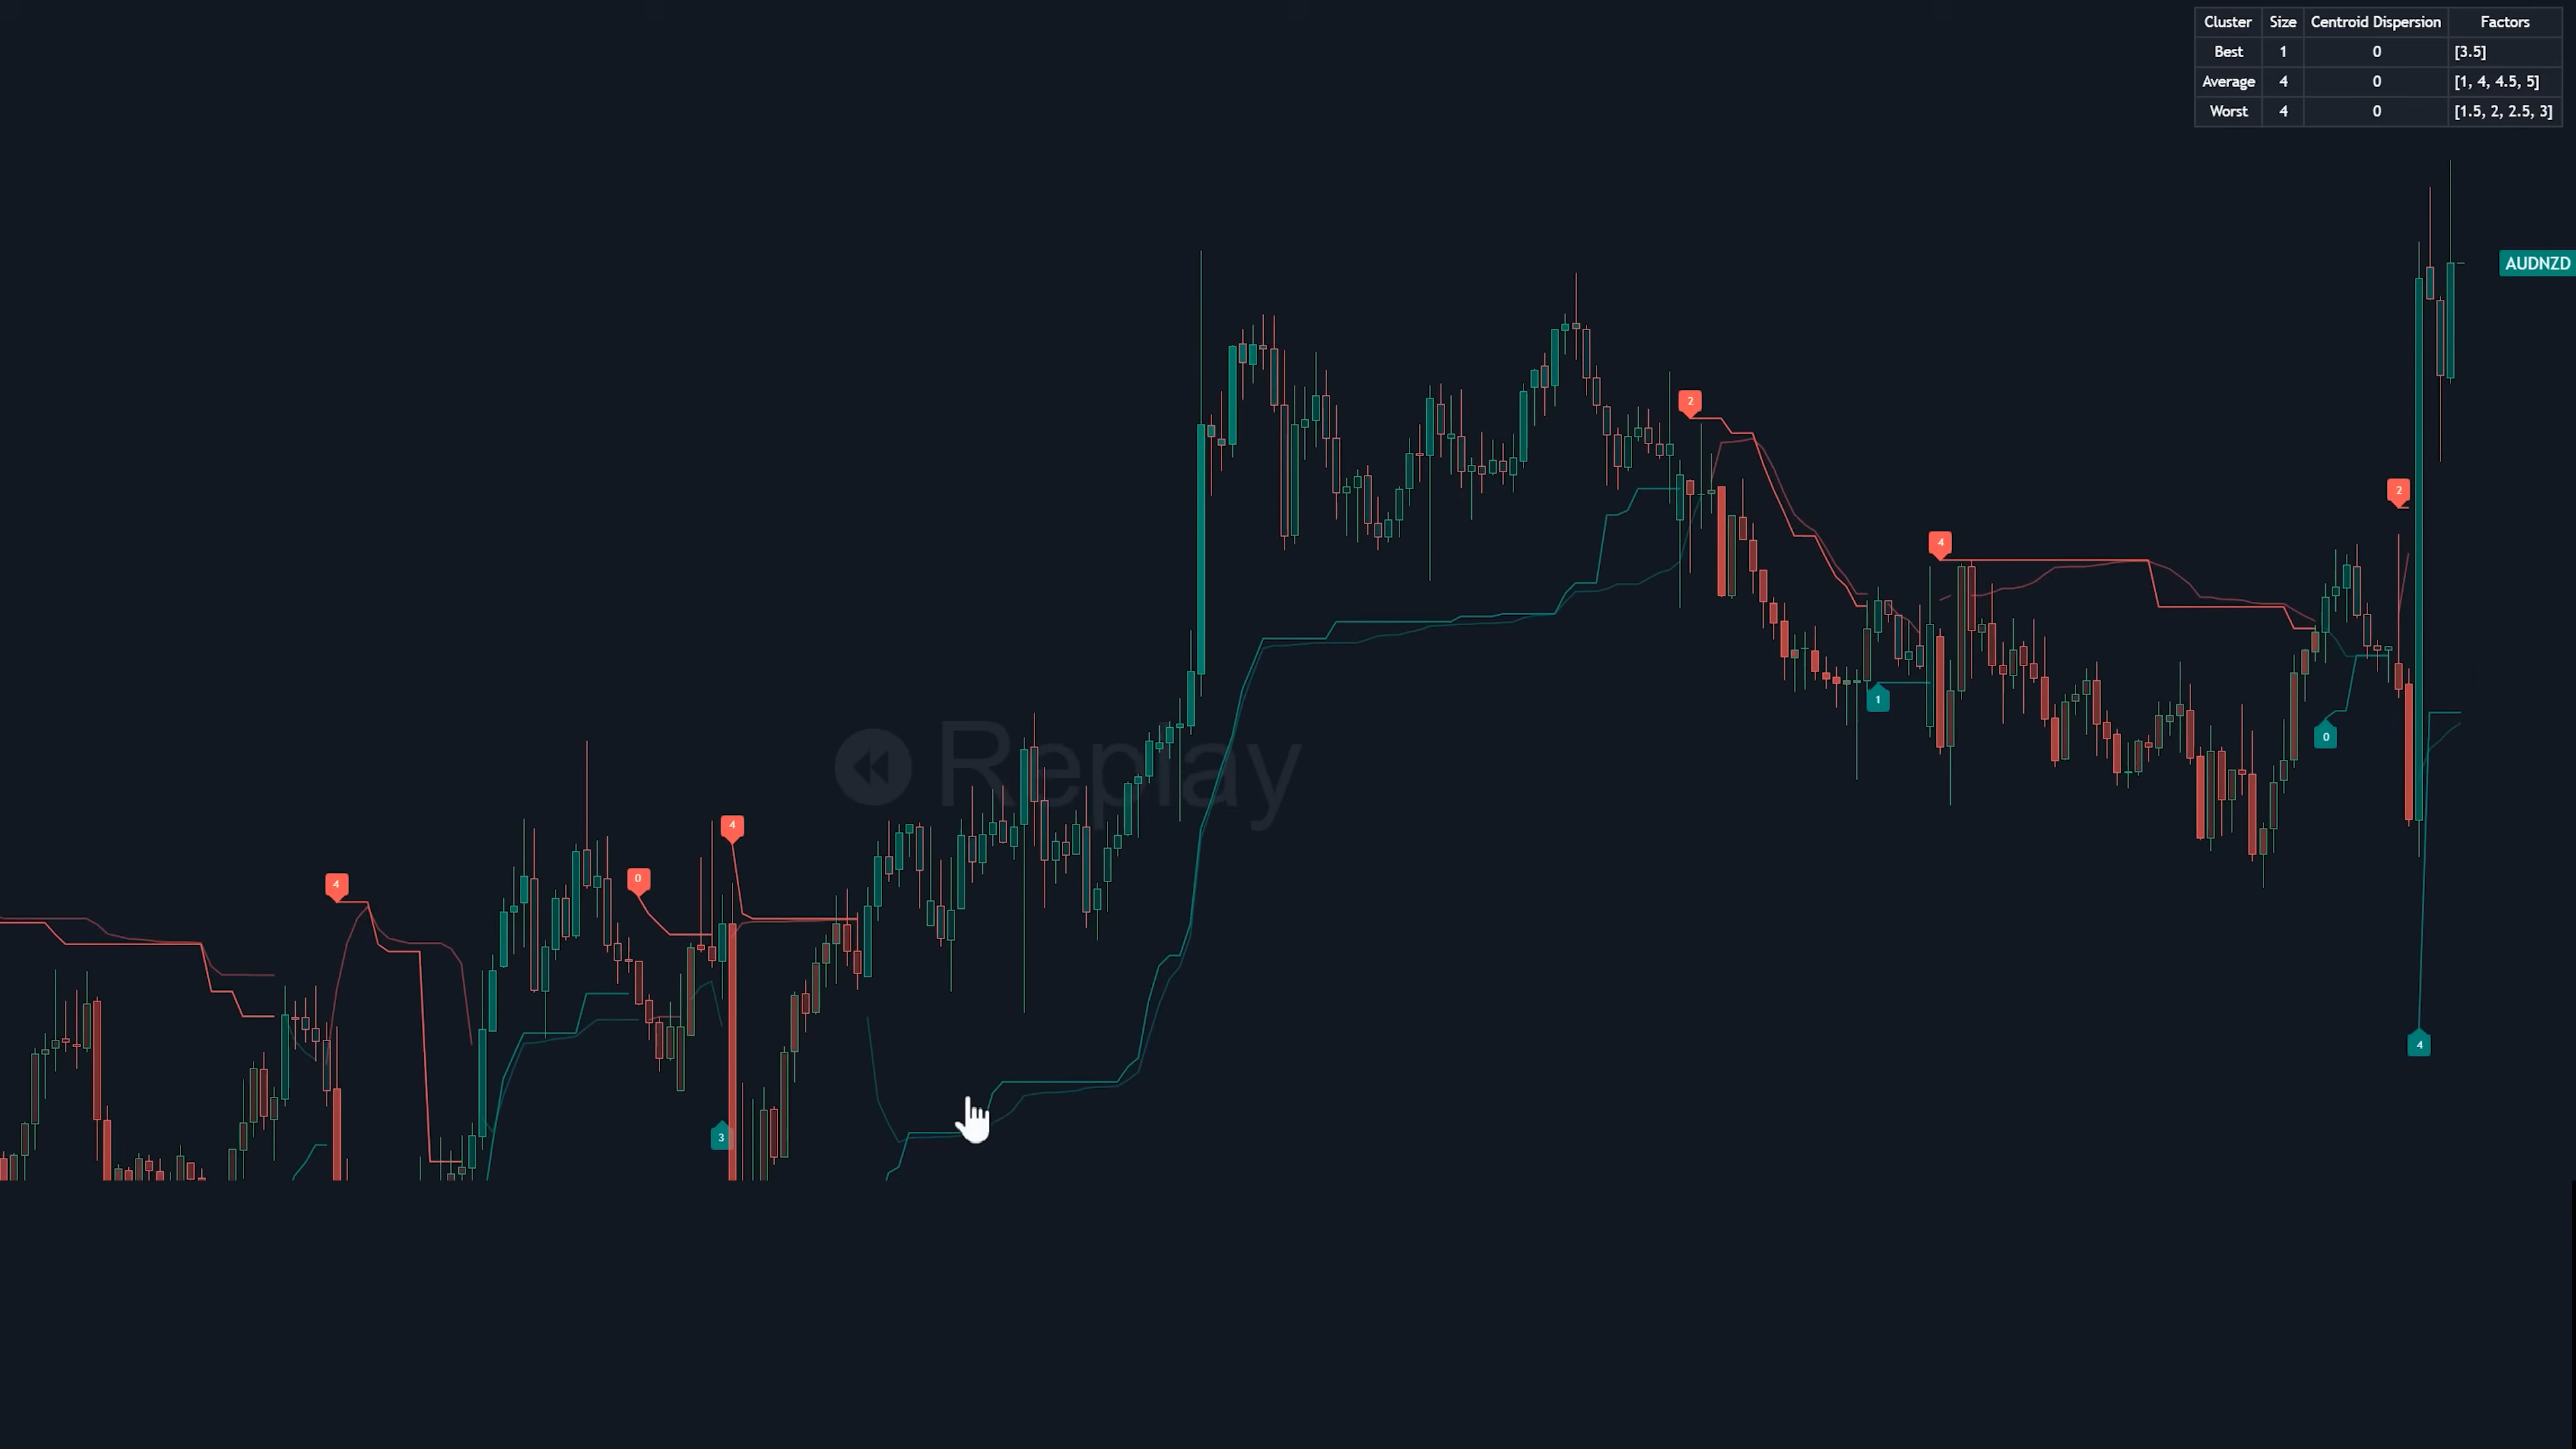 Cluster Size Centroid Dispersion Factors
Best 1 0 [3.5]
Average 4 0 [1, 4, 4.5, 5]
Worst 4 0 [1.5, 2, 2.5, 3]
AUDNZD
2
2
4
1
0
Replay
4
4
0
4
3